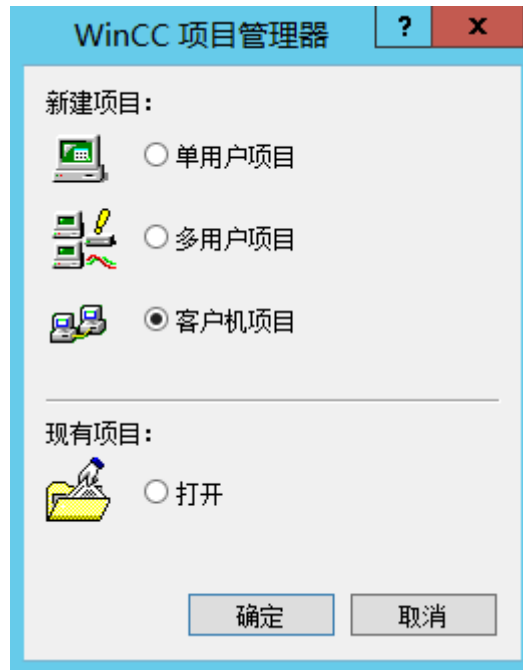 WinCC 项目管理器
?
x
新建项目：
单用户项目
多用户项目
客户机项目
现有项目：
打开
确定
取消